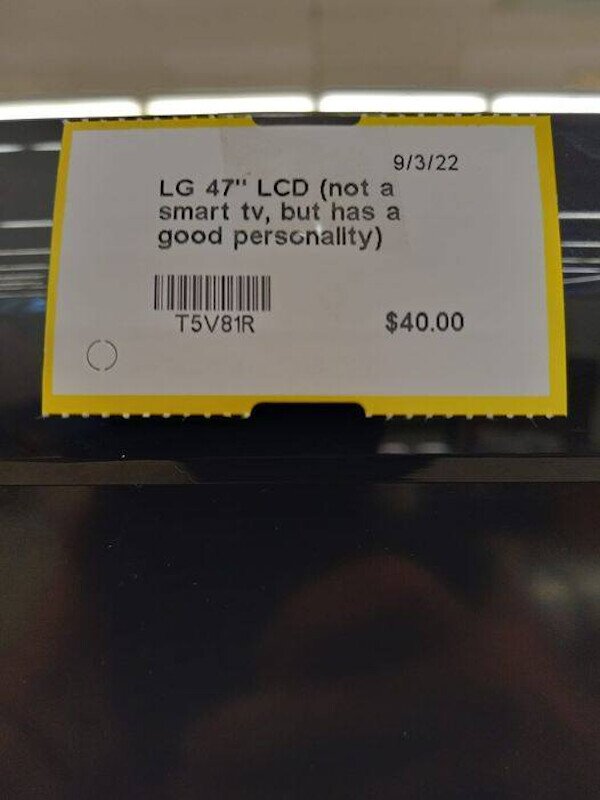 9/3/22
LG 47" LCD (not a
smart tv, but has a
good personality)
T5V81R
$40.00